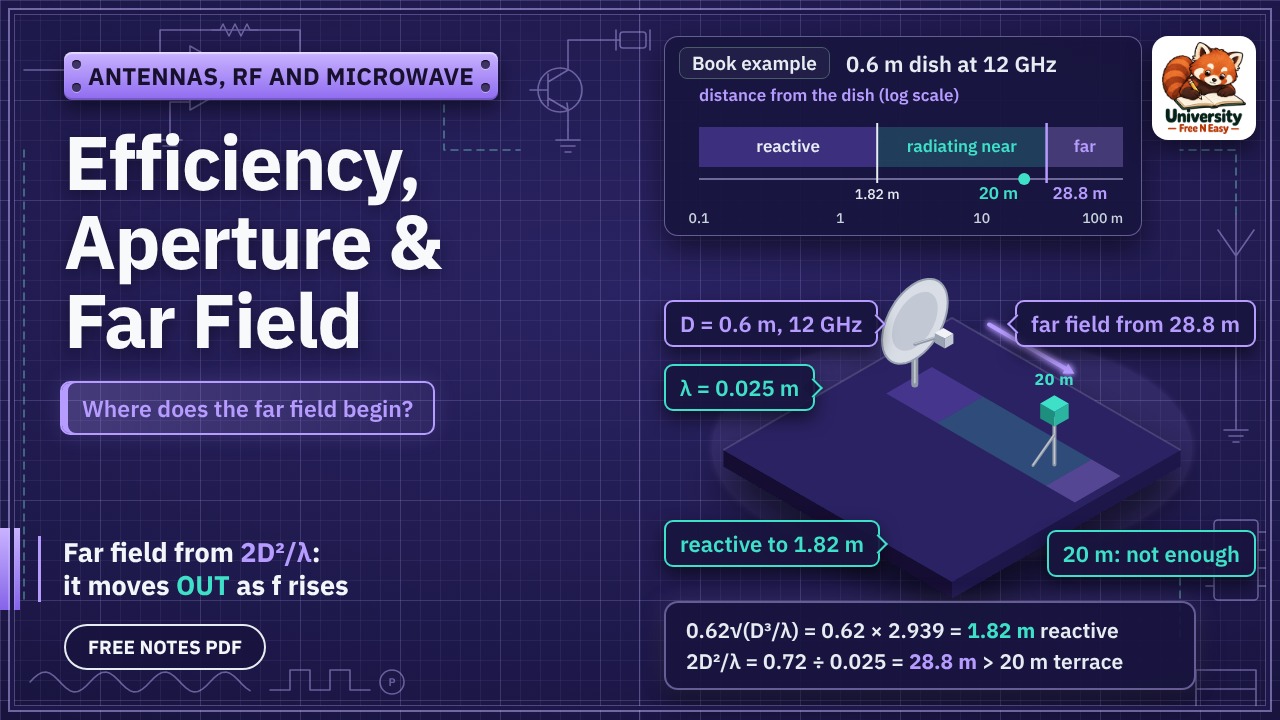 ANTENNAS, RF AND MICROWAVE
Efficiency,
Aperture &
Far Field
Where does the far field begin?
Far field from 2D²/λ:
it moves OUT as f rises
FREE NOTES PDF
P
Book example
0.6 m dish at 12 GHz
distance from the dish (log scale)
reactive
radiating near
far
1.82 m
20 m
28.8 m
0.1
1
10
100 m
University
Free N Easy
D = 0.6 m, 12 GHz
far field from 28.8 m
λ = 0.025 m
20 m
reactive to 1.82 m
20 m: not enough
0.62√(D³/λ) = 0.62 × 2.939 = 1.82 m reactive
2D²/λ = 0.72 ÷ 0.025 = 28.8 m > 20 m terrace